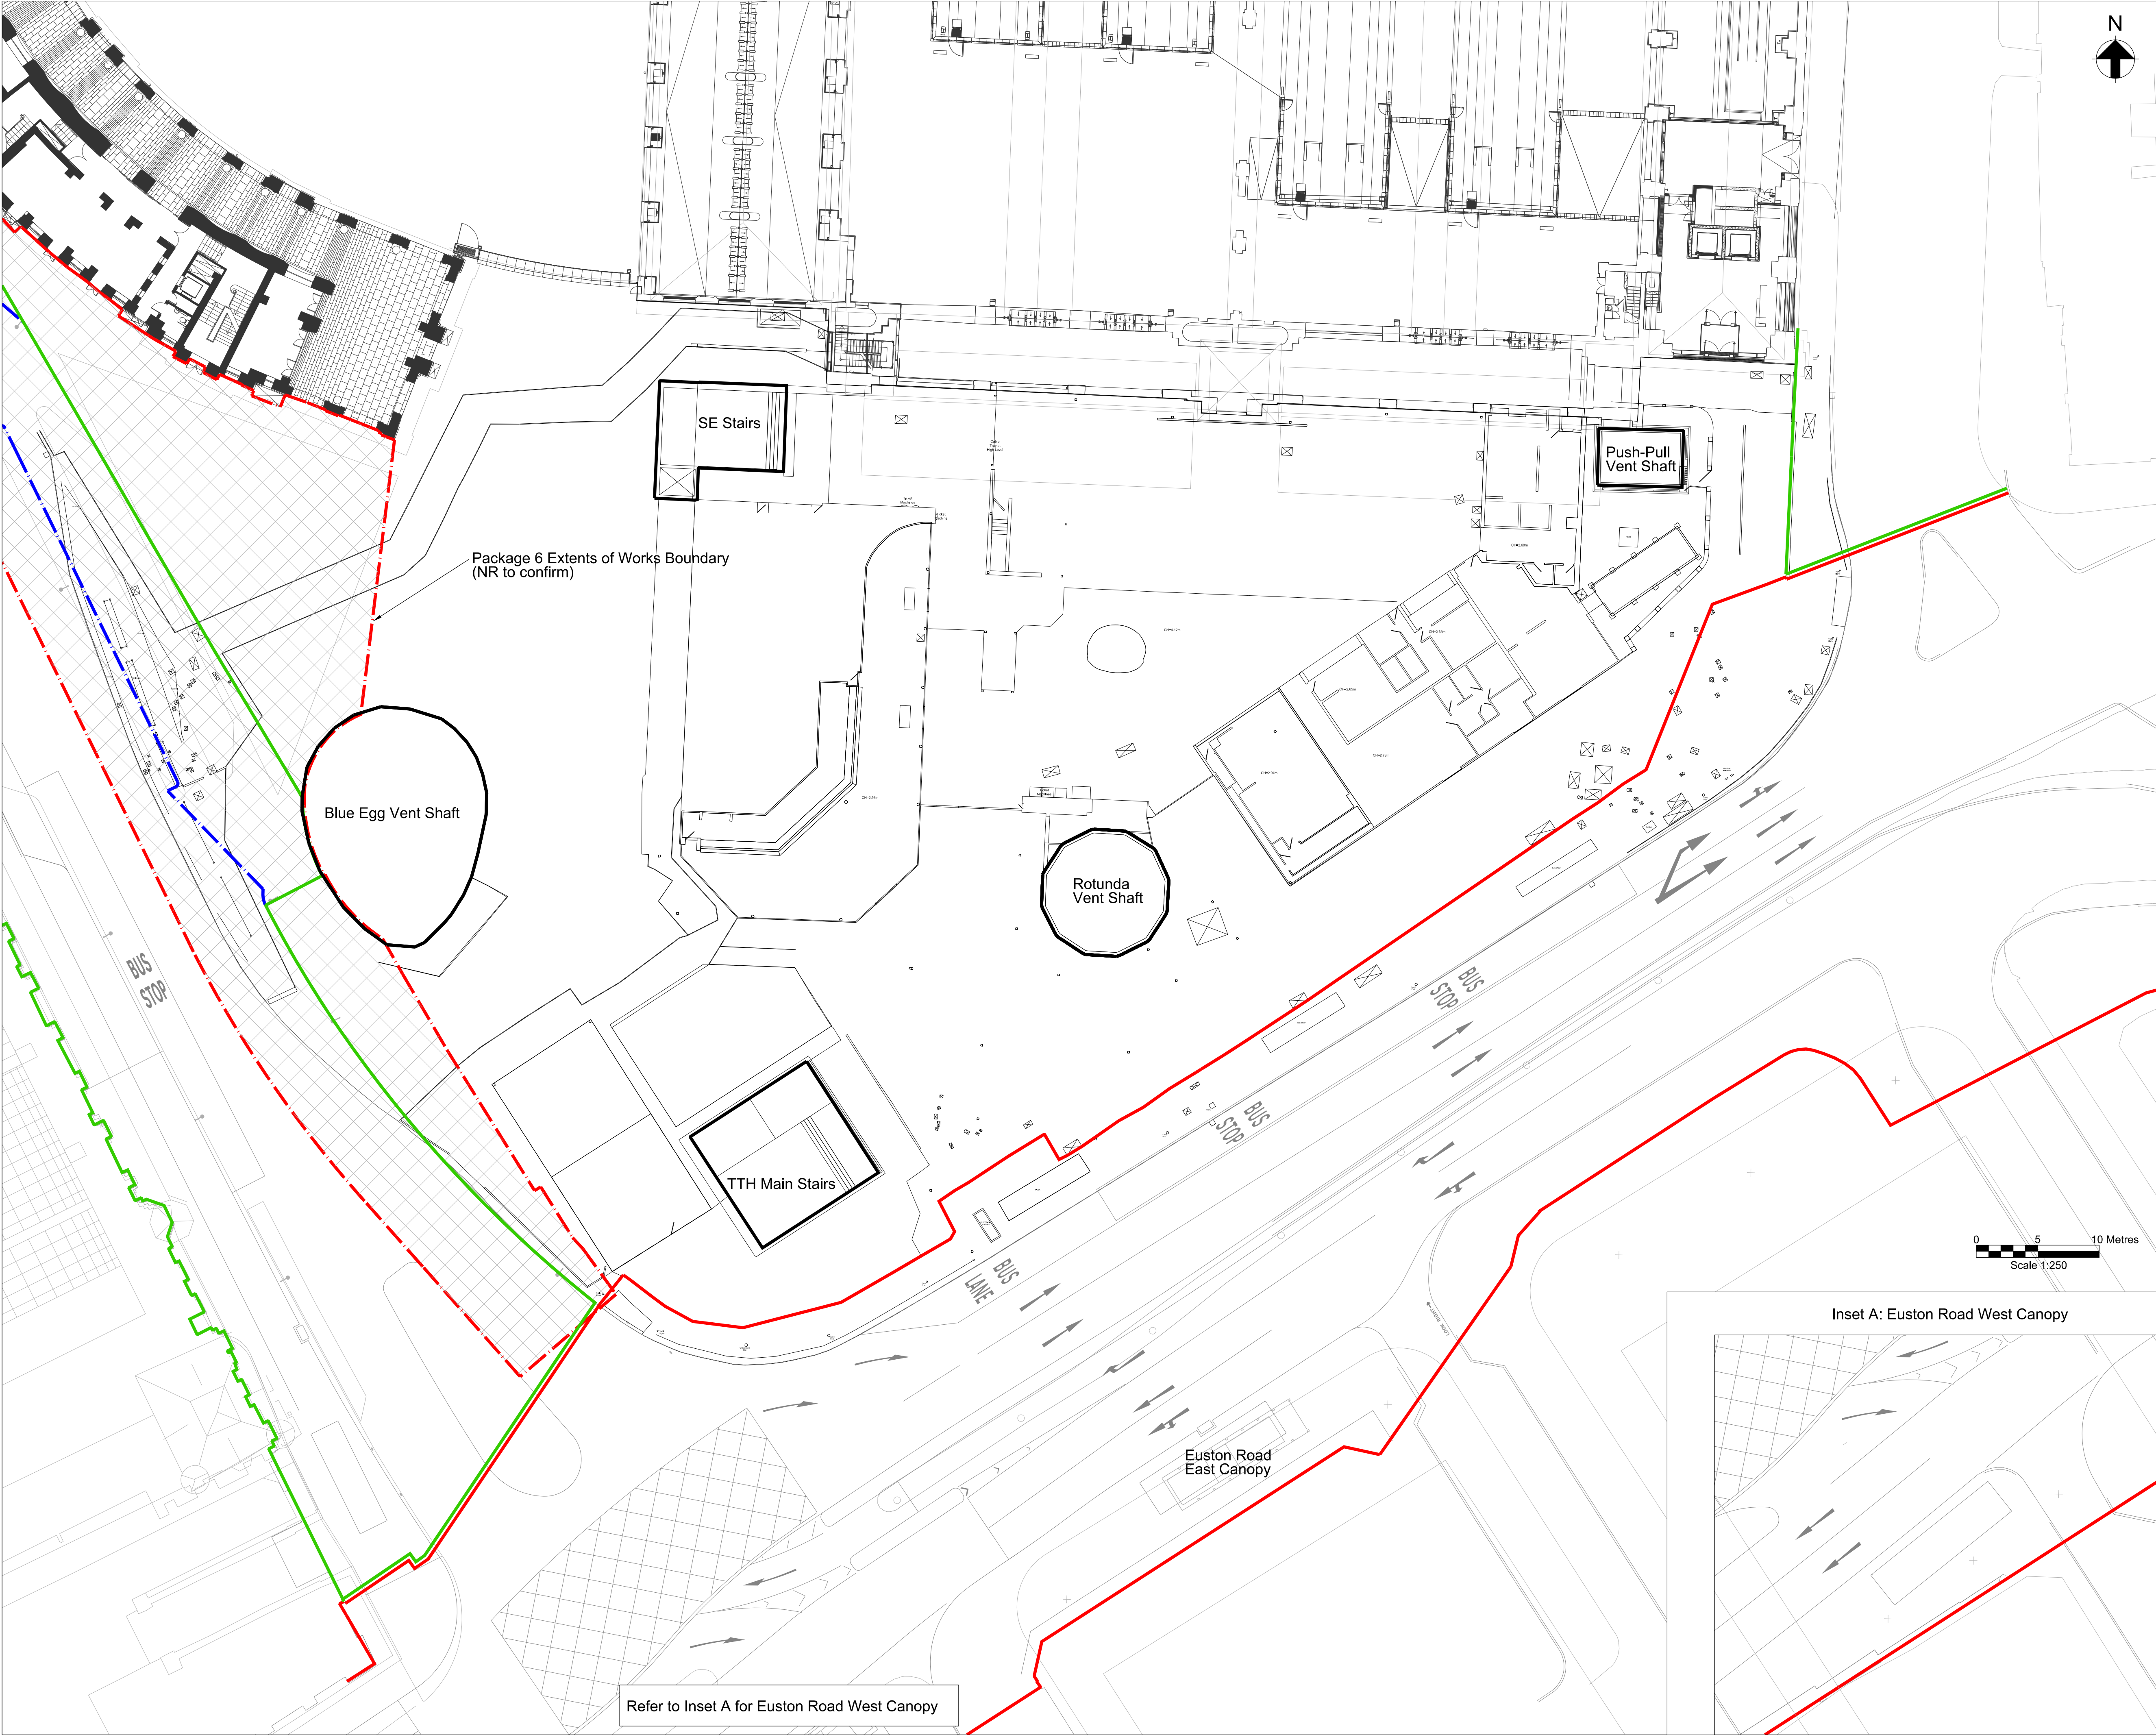 N
SE Stairs
Push-Pull
Vent Shaft
Package 6 Extents of Works Boundary
(NR to confirm)
Blue Egg Vent Shaft
Rotunda
Vent Shaft
BUS
STOP
BUS
STOP
BUS
STOP
TTH Main Stairs
BUS
LANE
0 5 10 Metres
Scale 1:250
Inset A: Euston Road West Canopy
LOOK RIGHT
Euston Road
East Canopy
Refer to Inset A for Euston Road West Canopy